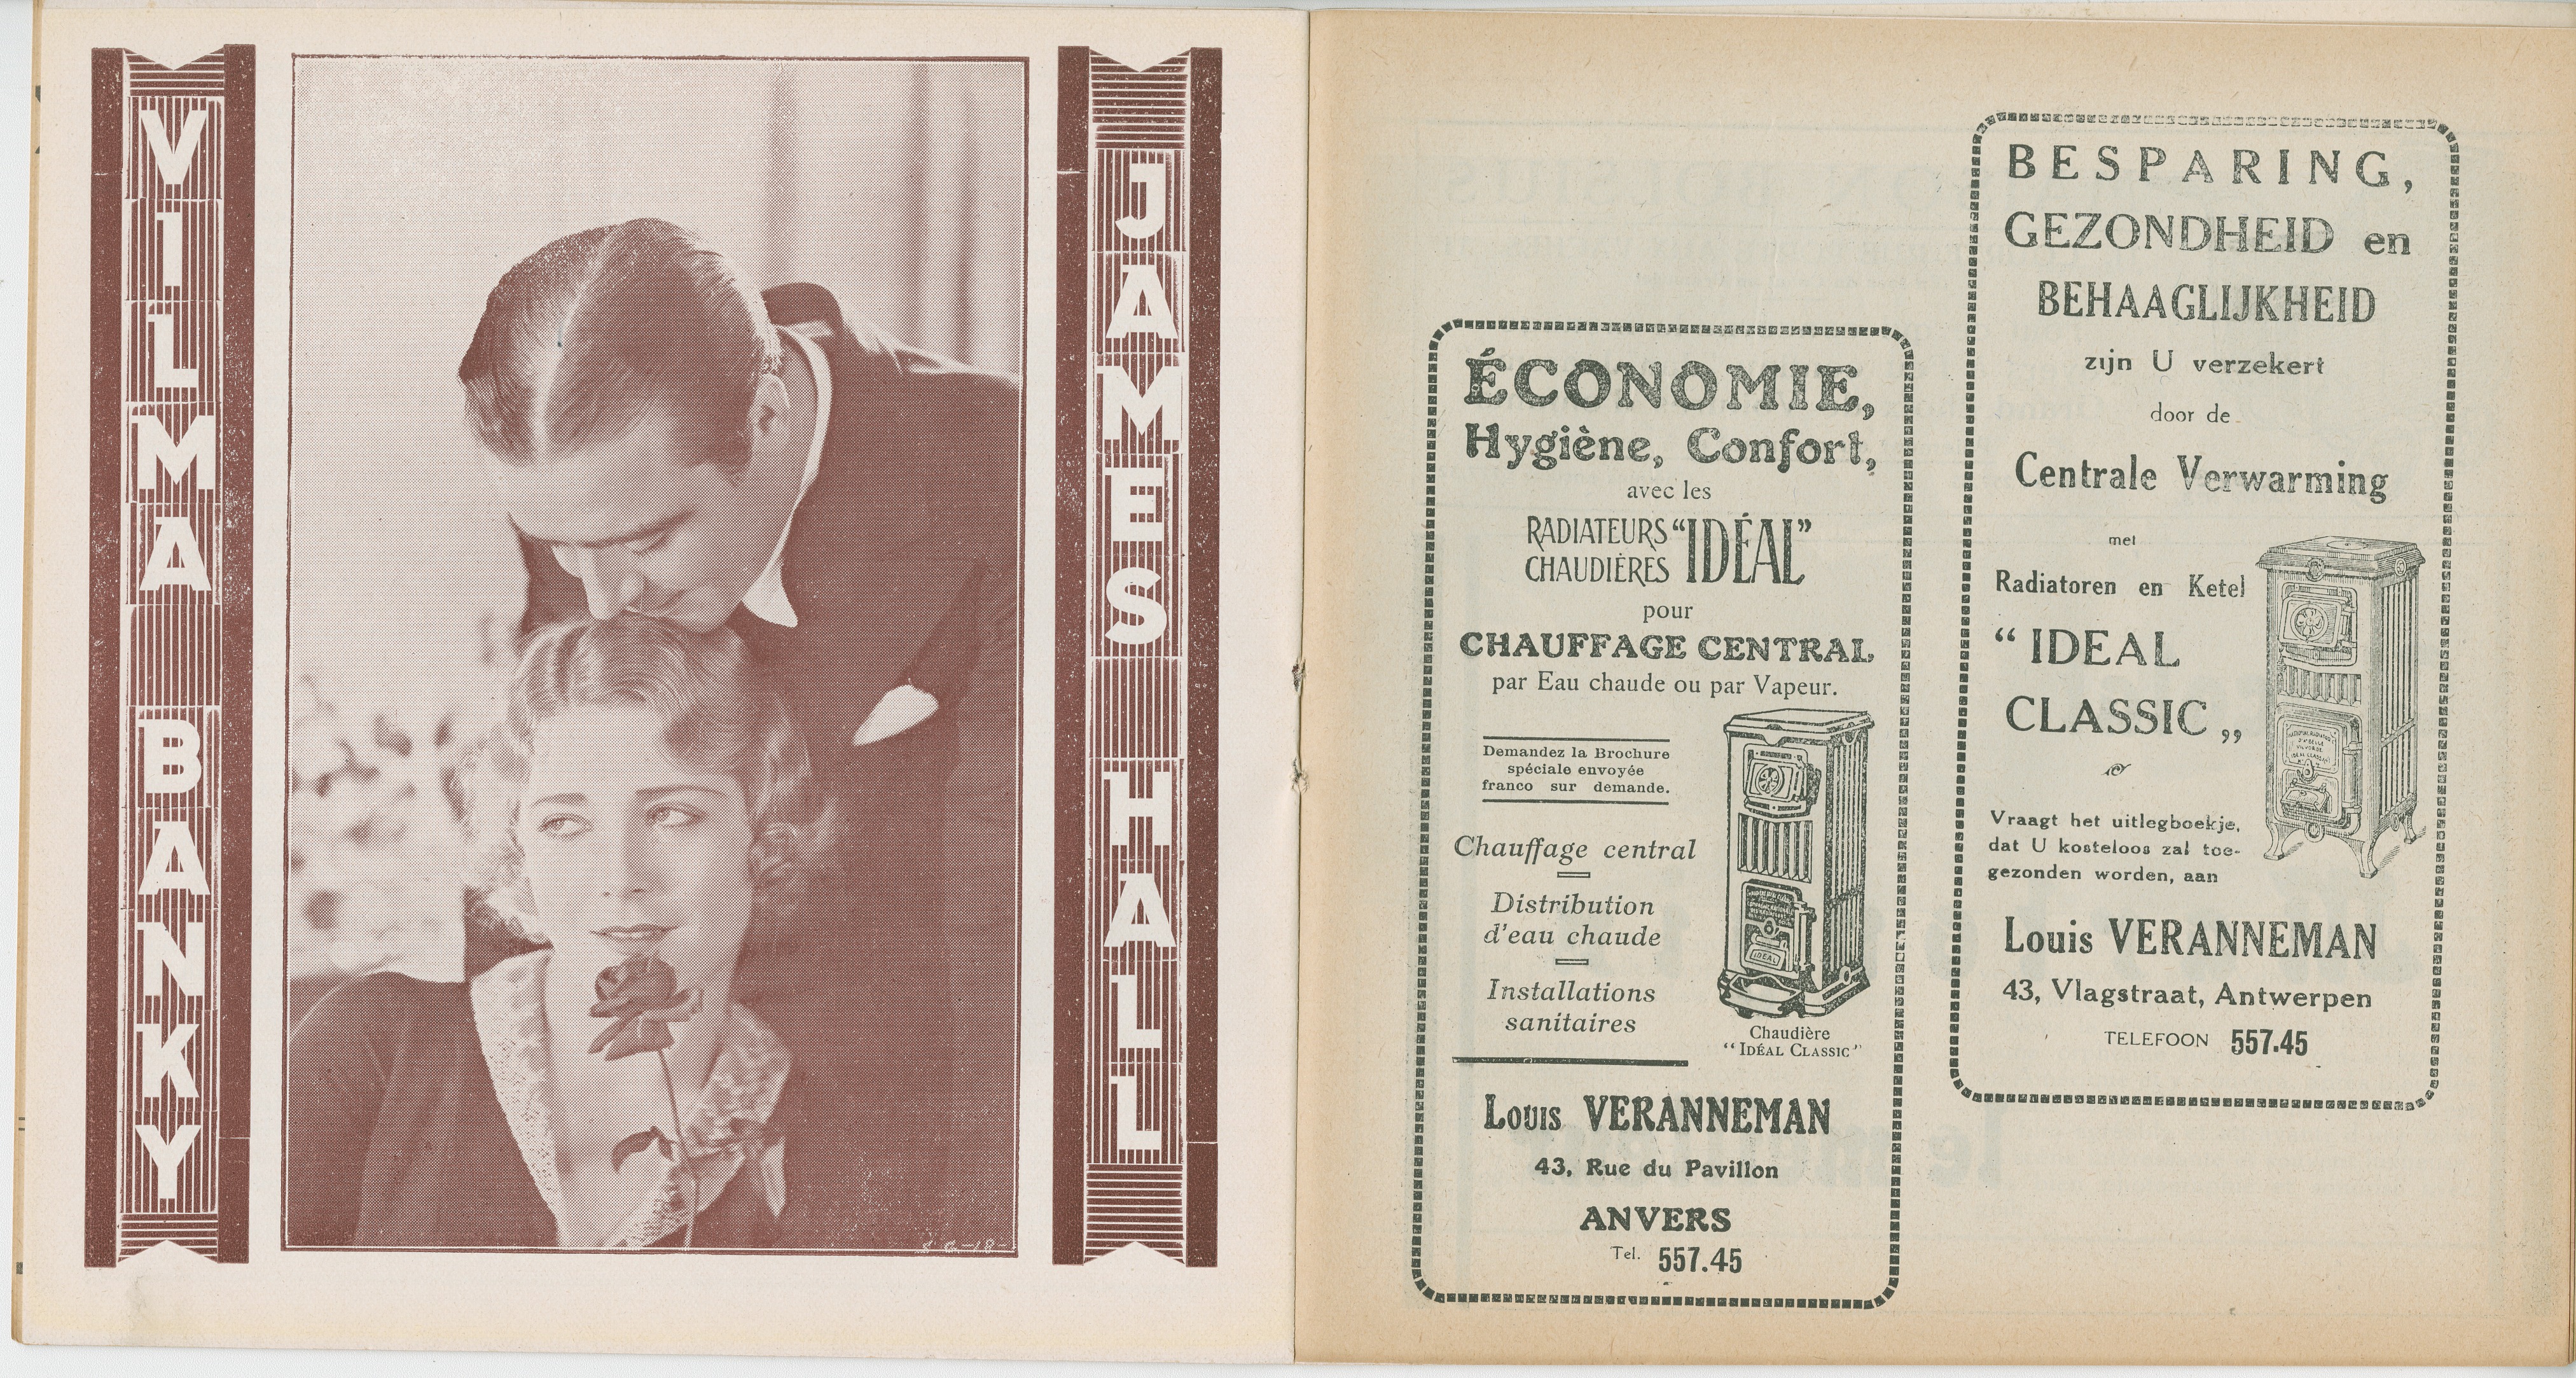 VILMA BANKY
JAMES HALL
ÉCONOMIE,
Hygiène, Confort,
avec les
RADIATEURS
CHAUDIÈRES
“IDÉAL”
pour
CHAUFFAGE CENTRAL
par Eau chaude ou par Vapeur.
Demandez la Brochure
spéciale envoyée
franco sur demande.
Chauffage central
Distribution
d'eau chaude
Installations
sanitaires
IDEAL
Chaudière
“IDÉAL CLASSIC”
Louis VERANNEMAN
43, Rue du Pavillon
ANVERS
Tel. 557.45
BESPARING,
GEZONDHEID en
BEHAAGLIJKHEID
zijn U verzekert
door de
Centrale Verwarming
met
Radiatoren en Ketel
“IDEAL
CLASSIC„
Vraagt het uitlegboekje,
dat U kosteloos zal toe-
gezonden worden, aan
Louis VERANNEMAN
43, Vlagstraat, Antwerpen
TELEFOON 557.45